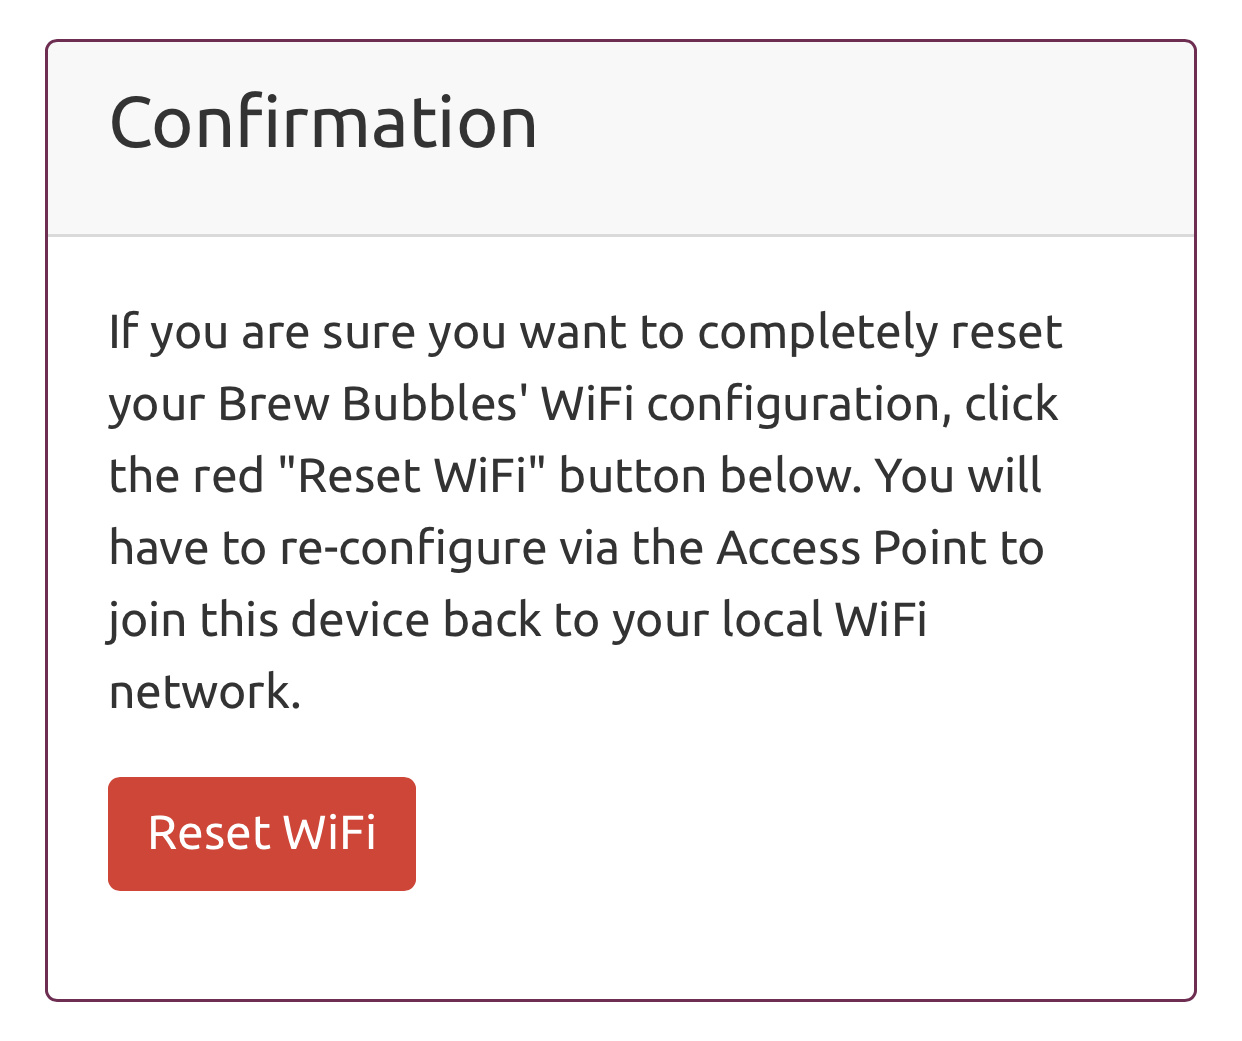 Confirmation
If you are sure you want to completely reset
your Brew Bubbles' WiFi configuration, click
the red "Reset WiFi" button below. You will
have to re-configure via the Access Point to
join this device back to your local WiFi
network.
Reset WiFi